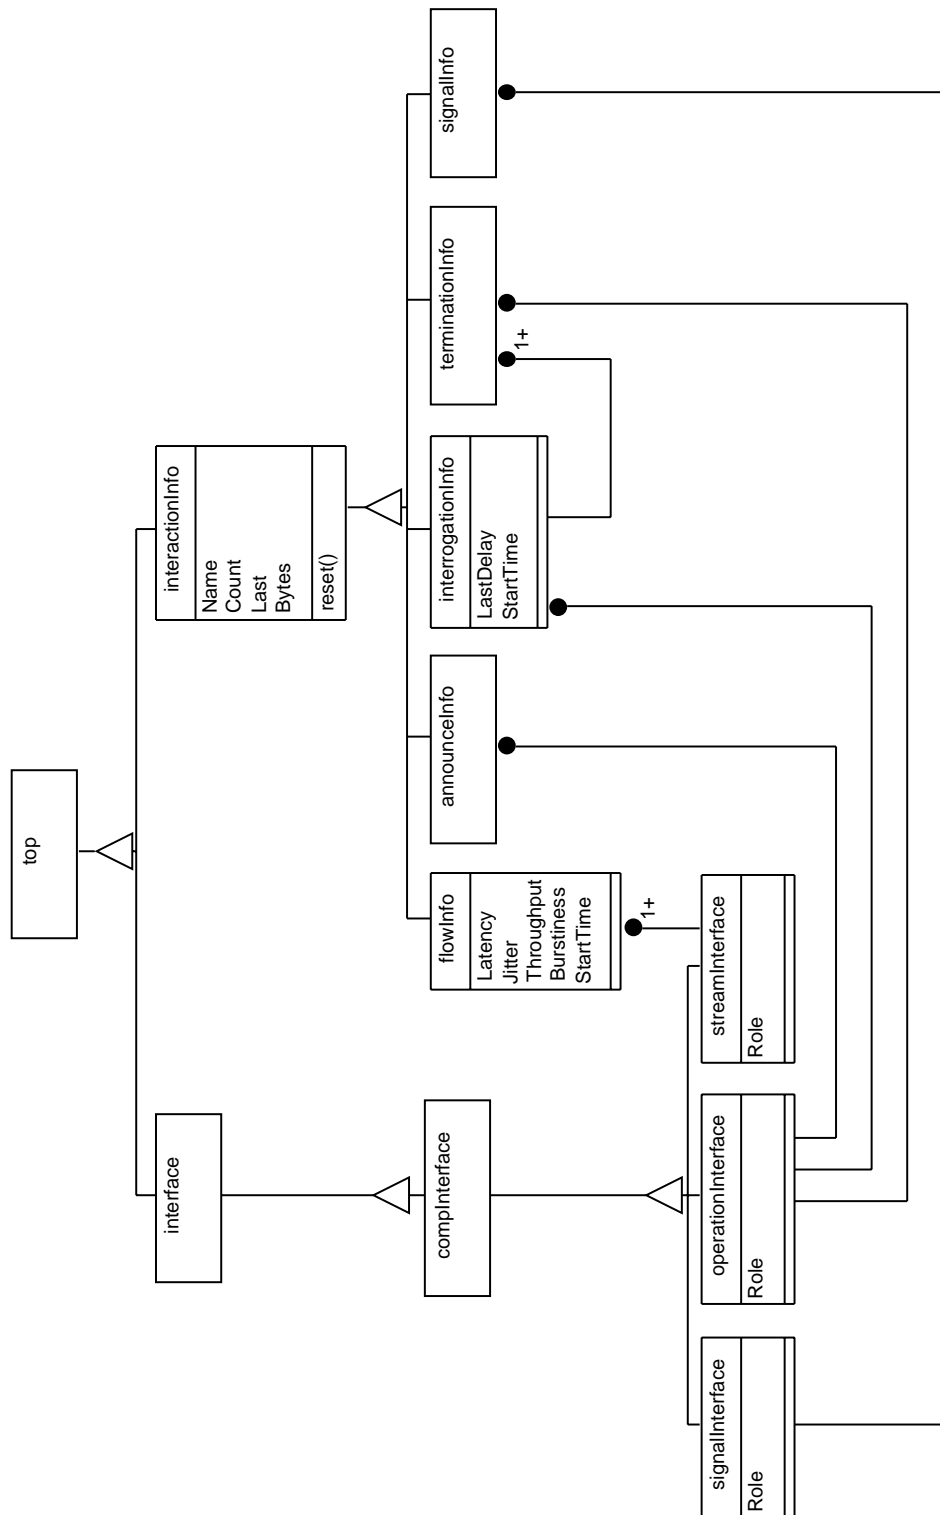 top
interface
interactionInfo
Name
Count
Last
Bytes
reset()
compInterface
flowInfo
Latency
Jitter
Throughput
Burstiness
StartTime
1+
announceInfo
interrogationInfo
LastDelay
StartTime
terminationInfo
1+
signalInfo
signalInterface
Role
operationInterface
Role
streamInterface
Role